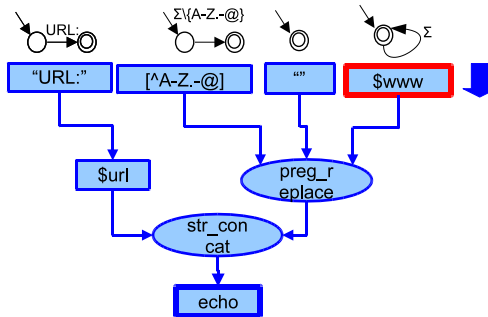 URL:
Σ\{A-Z.-@}
Σ
“URL:”
[^A-Z.-@]
“”
$www
$url
preg_r
eplace
str_con
cat
echo